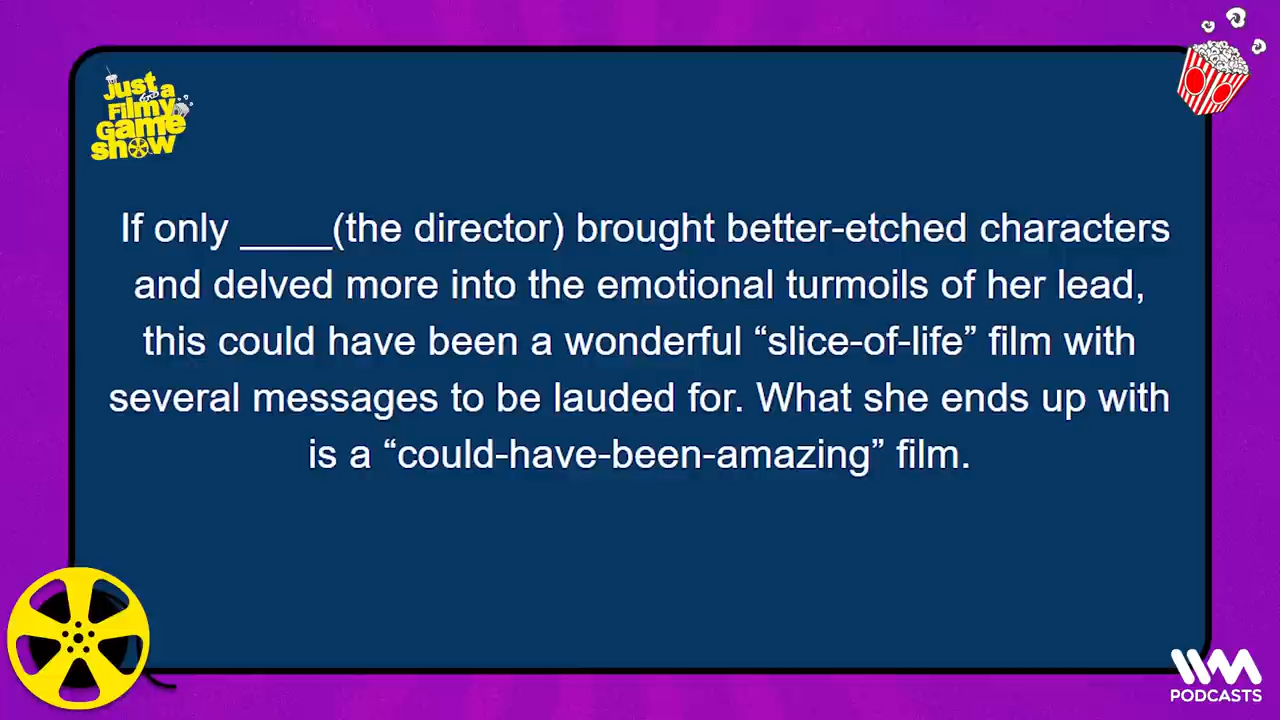 Just
a
Filmy
Game
show
If only ____(the director) brought better-etched characters
and delved more into the emotional turmoils of her lead,
this could have been a wonderful “slice-of-life” film with
several messages to be lauded for. What she ends up with
is a “could-have-been-amazing” film.
IVM
PODCASTS